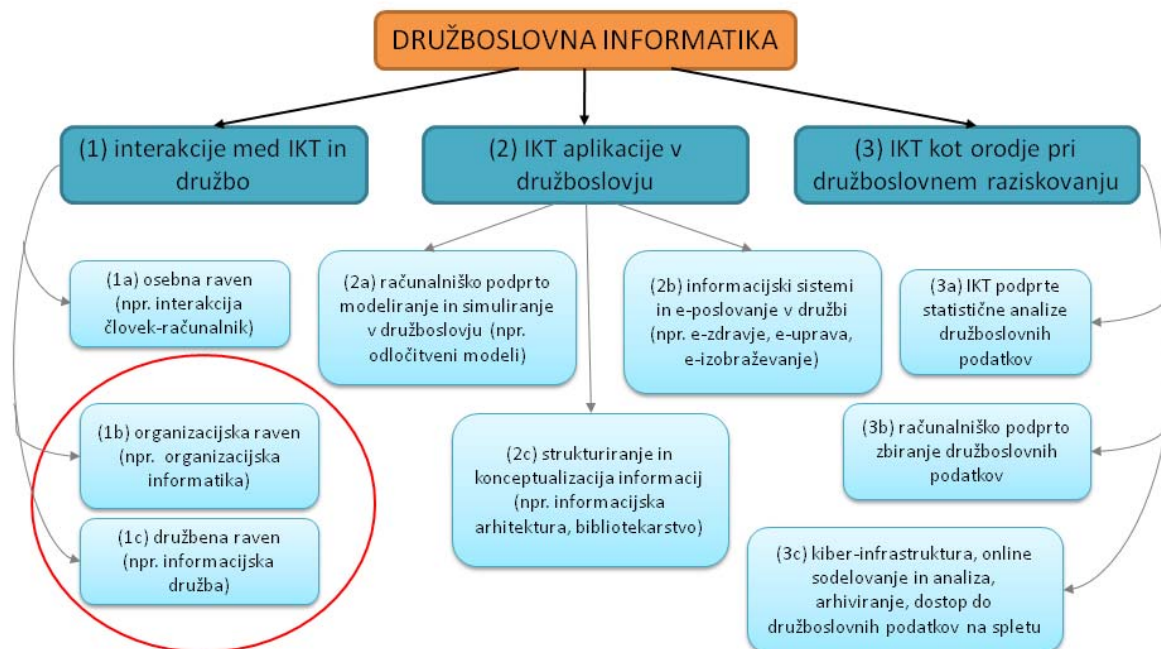 DRUŽBOSLOVNA INFORMATIKA
(1) interakcije med IKT in
družbo
(2) IKT aplikacije v
družboslovju
(3) IKT kot orodje pri
družboslovnem raziskovanju
(1a) osebna raven
(npr. interakcija
človek-računalnik)
(1b) organizacijska raven
(npr. organizacijska
informatika)
(1c) družbena raven
(npr. informacijska
družba)
(2a) računalniško podprto
modeliranje in simuliranje
v družboslovju (npr.
odločitveni modeli)
(2b) informacijski sistemi
in e-poslovanje v družbi
(npr. e-zdravje, e-uprava,
e-izobraževanje)
(2c) strukturiranje in
konceptualizacija informacij
(npr. informacijska
arhitektura, bibliotekarstvo)
(3a) IKT podprte
statistične analize
družboslovnih
podatkov
(3b) računalniško podprto
zbiranje družboslovnih
podatkov
(3c) kiber-infrastruktura, online
sodelovanje in analiza,
arhiviranje, dostop do
družboslovnih podatkov na spletu